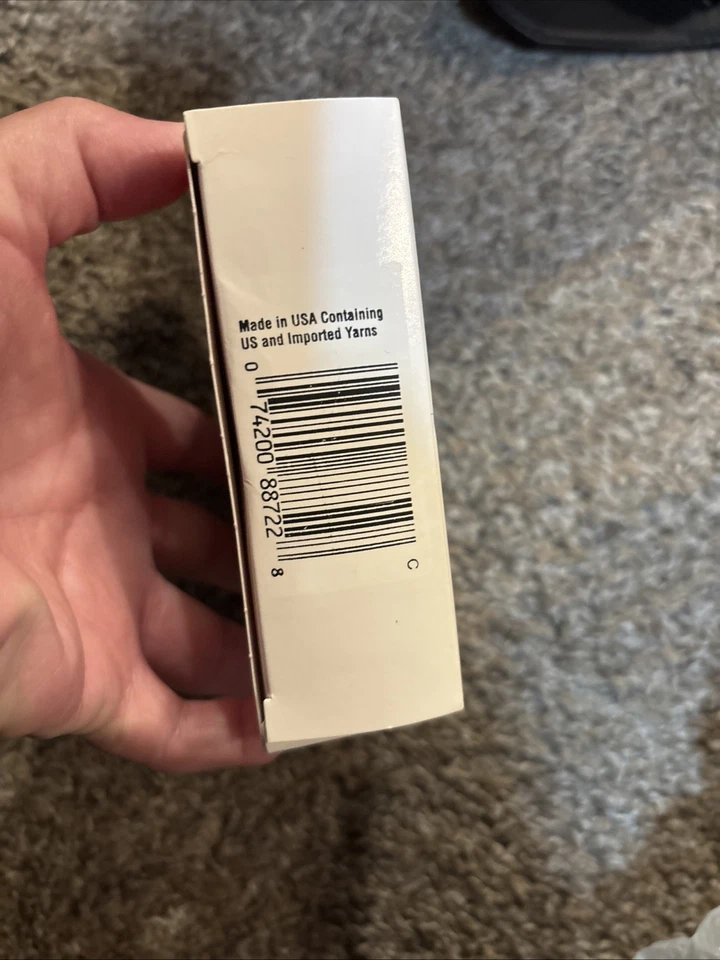 Made in USA Containing
US and Imported Yarns
0 74200 88722 8
C